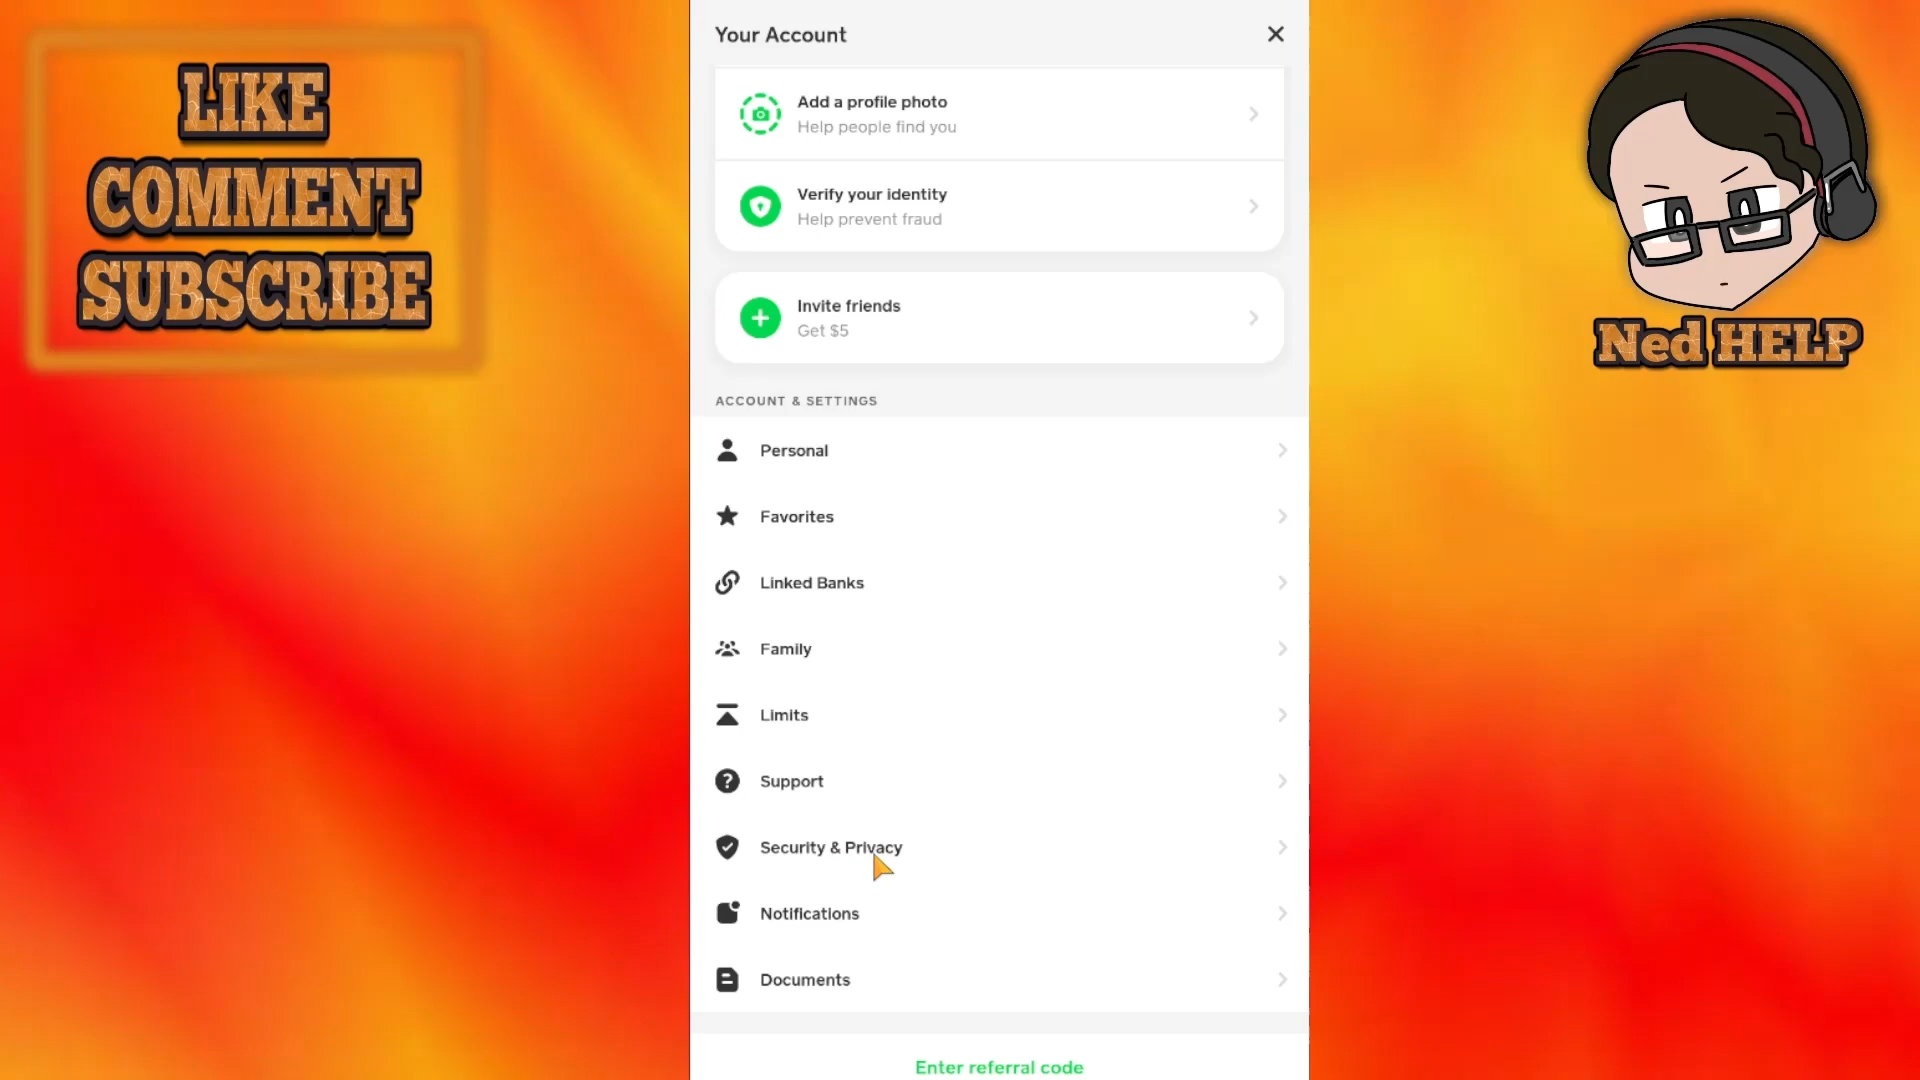 LIKE
COMMENT
SUBSCRIBE
Your Account
Add a profile photo
Help people find you
Verify your identity
Help prevent fraud
Invite friends
Get $5
ACCOUNT & SETTINGS
Personal
Favorites
Linked Banks
Family
Limits
Support
Security & Privacy
Notifications
Documents
Enter referral code
Ned HELP